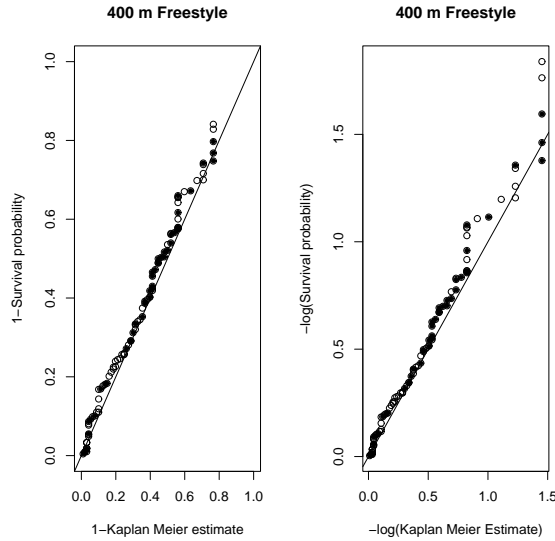 400 m Freestyle
1−Survival probability
1.0
0.8
0.6
0.4
0.2
0.0
0.0 0.2 0.4 0.6 0.8 1.0
1−Kaplan Meier estimate
400 m Freestyle
−log(Survival probability)
1.5
1.0
0.5
0.0
0.0 0.5 1.0 1.5
−log(Kaplan Meier Estimate)